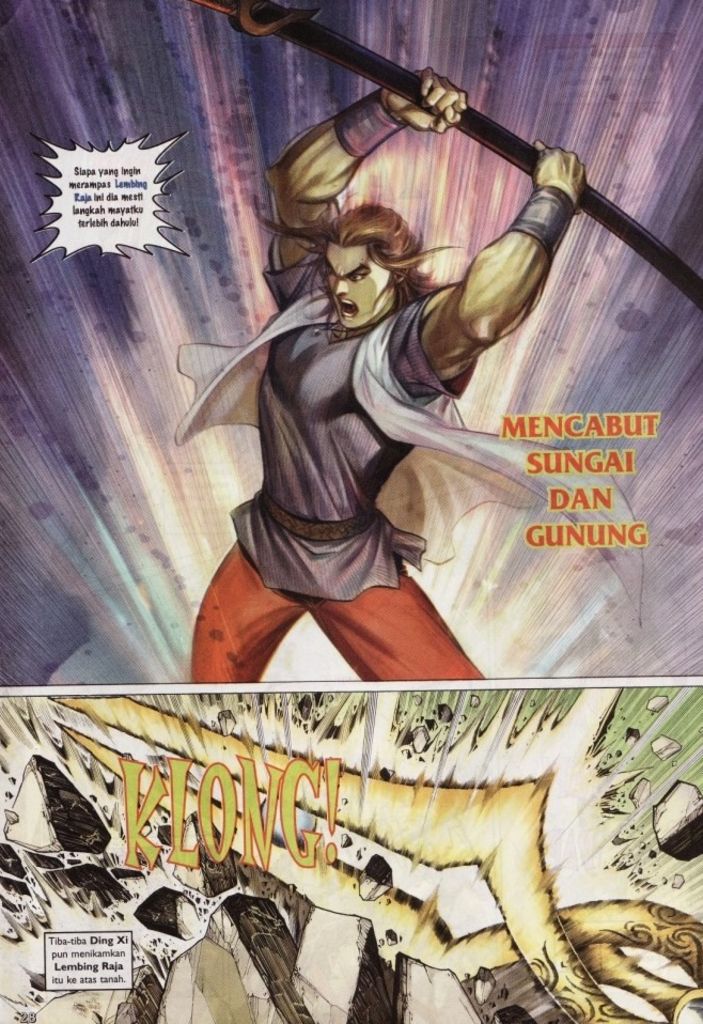 Siapa yang ingin
merampas Lembing
Raja ini dia mesti
langkah mayatku
terlebih dahulu!
MENCABUT
SUNGAI
DAN
GUNUNG
KLONG!
Tiba-tiba Ding Xi
pun menikamkan
Lembing Raja
itu ke atas tanah.
28